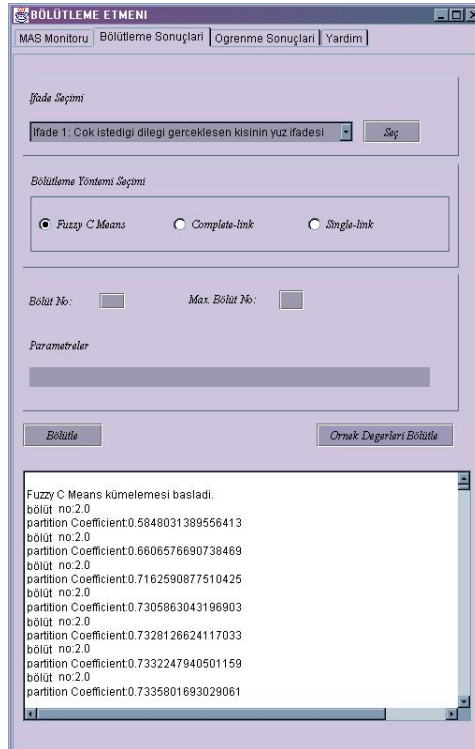 BÖLÜTLEME ETMENI
MAS Monitoru Bölütleme Sonuçlari Ogrenme Sonuçlari Yardim
Ifade Seçimi
Ifade 1: Cok istedigi dilegi gerceklesen kisinin yuz ifadesi Seç
Bölütleme Yöntemi Seçimi
Fuzzy C Means Complete-link Single-link
Bölüt No: Max. Bölüt No:
Parametreler
Bölütle Ornek Degerleri Bölütle
Fuzzy C Means kümelemesi basladi.
bölüt no:2.0
partition Coefficient:0.5848031389556413
bölüt no:2.0
partition Coefficient:0.6606576690738469
bölüt no:2.0
partition Coefficient:0.7162590877510425
bölüt no:2.0
partition Coefficient:0.7305863043196903
bölüt no:2.0
partition Coefficient:0.7328126624117033
bölüt no:2.0
partition Coefficient:0.7332247940501159
bölüt no:2.0
partition Coefficient:0.7335801693029061